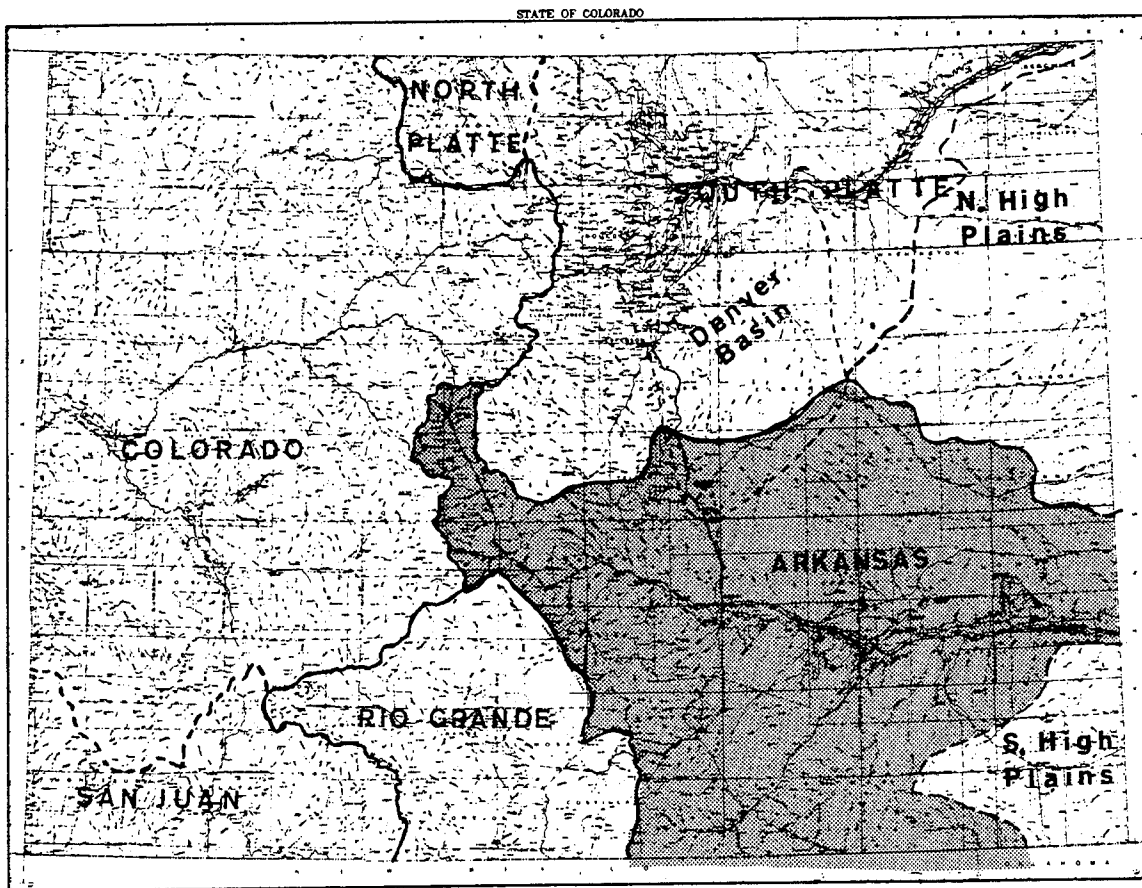 STATE OF COLORADO
W Y O M I N G
N E B R A S K A
NORTH
PLATTE
SOUTH PLATTE
N. High
Plains
Denver
Basin
COLORADO
ARKANSAS
RIO GRANDE
S. High
Plains
SAN JUAN
N E W M E X I C O
O K L A H O M A